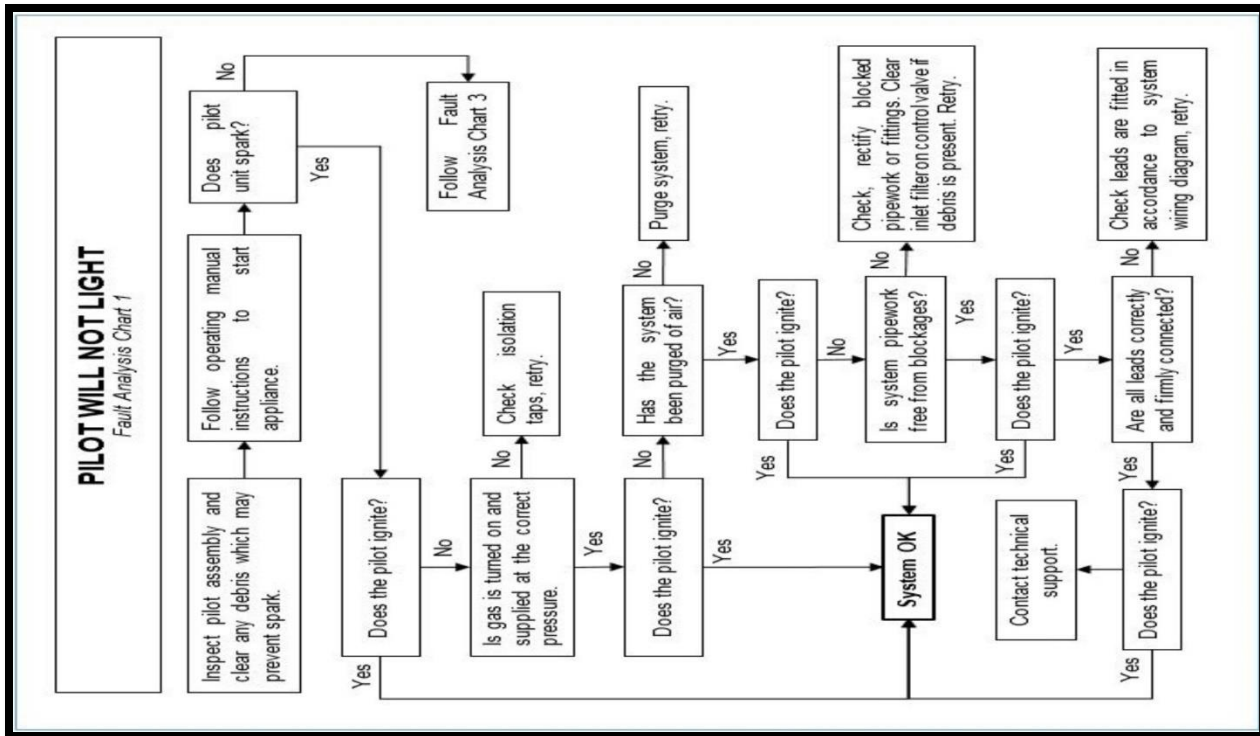 PILOT WILL NOT LIGHT
Fault Analysis Chart 1
Inspect pilot assembly and
clear any debris which may
prevent spark.
Follow operating manual
instructions to start
appliance.
Does pilot
unit spark?
No
Yes
Follow Fault
Analysis Chart 3
Does the pilot ignite?
Yes
No
Is gas is turned on and
supplied at the correct
pressure.
No
Check isolation
taps, retry.
Yes
Does the pilot ignite?
No
Yes
Has the system
been purged of air?
No
Purge system, retry.
Yes
Does the pilot ignite?
Yes
No
Is system pipework
free from blockages?
No
Check, rectify blocked
pipework or fittings. Clear
inlet filter on control valve if
debris is present. Retry.
Yes
Does the pilot ignite?
Yes
Yes
System OK
Are all leads correctly
and firmly connected?
No
Check leads are fitted in
accordance to system
wiring diagram, retry.
Yes
Does the pilot ignite?
Yes
Contact technical
support.